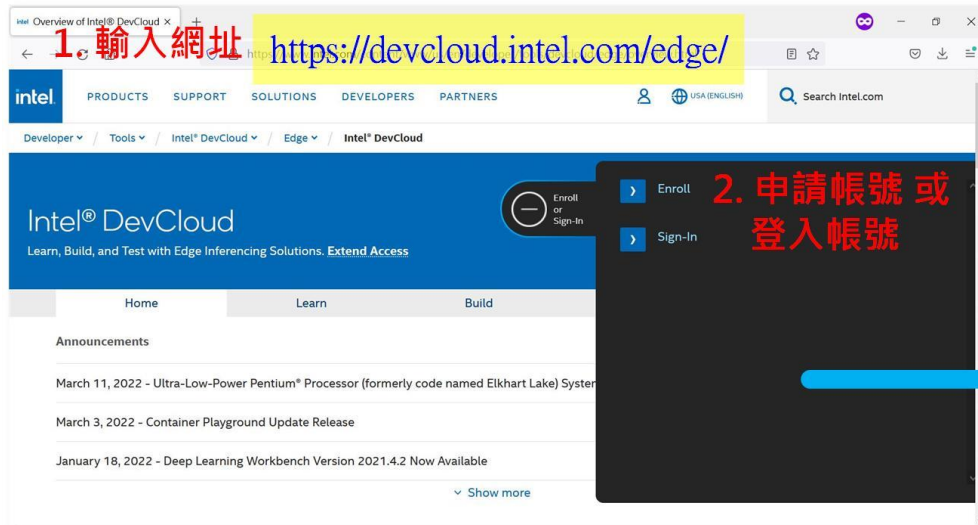 intel Overview of Intel® DevCloud × +
1. 輸入網址
https://devcloud.intel.com/edge/
intel. PRODUCTS SUPPORT SOLUTIONS DEVELOPERS PARTNERS USA (ENGLISH) Search Intel.com
Developer / Tools / Intel® DevCloud / Edge / Intel® DevCloud
Enroll
or
Sign-In
Enroll
Sign-In
2. 申請帳號 或
登入帳號
Intel® DevCloud
Learn, Build, and Test with Edge Inferencing Solutions. Extend Access
Home Learn Build
Announcements
March 11, 2022 - Ultra-Low-Power Pentium® Processor (formerly code named Elkhart Lake) Syster
March 3, 2022 - Container Playground Update Release
January 18, 2022 - Deep Learning Workbench Version 2021.4.2 Now Available
Show more